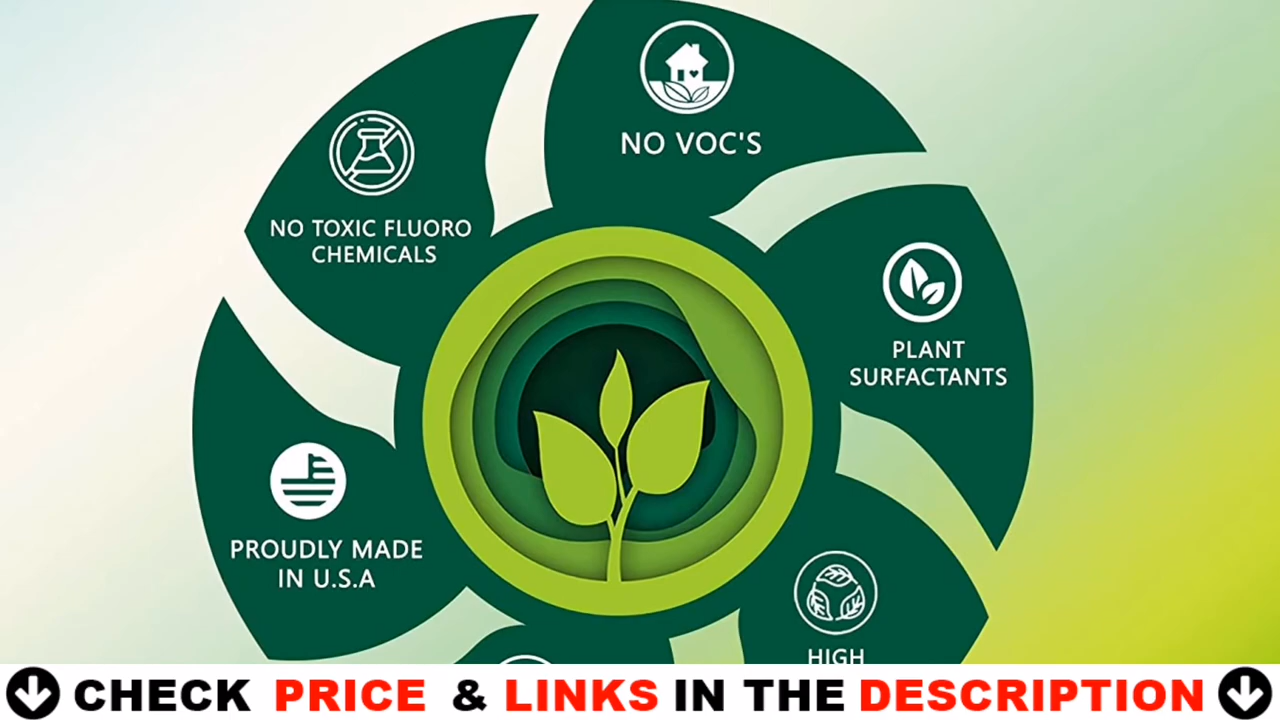 NO VOC'S
NO TOXIC FLUORO
CHEMICALS
PLANT
SURFACTANTS
PROUDLY MADE
IN U.S.A
HIGH
CHECK PRICE & LINKS IN THE DESCRIPTION